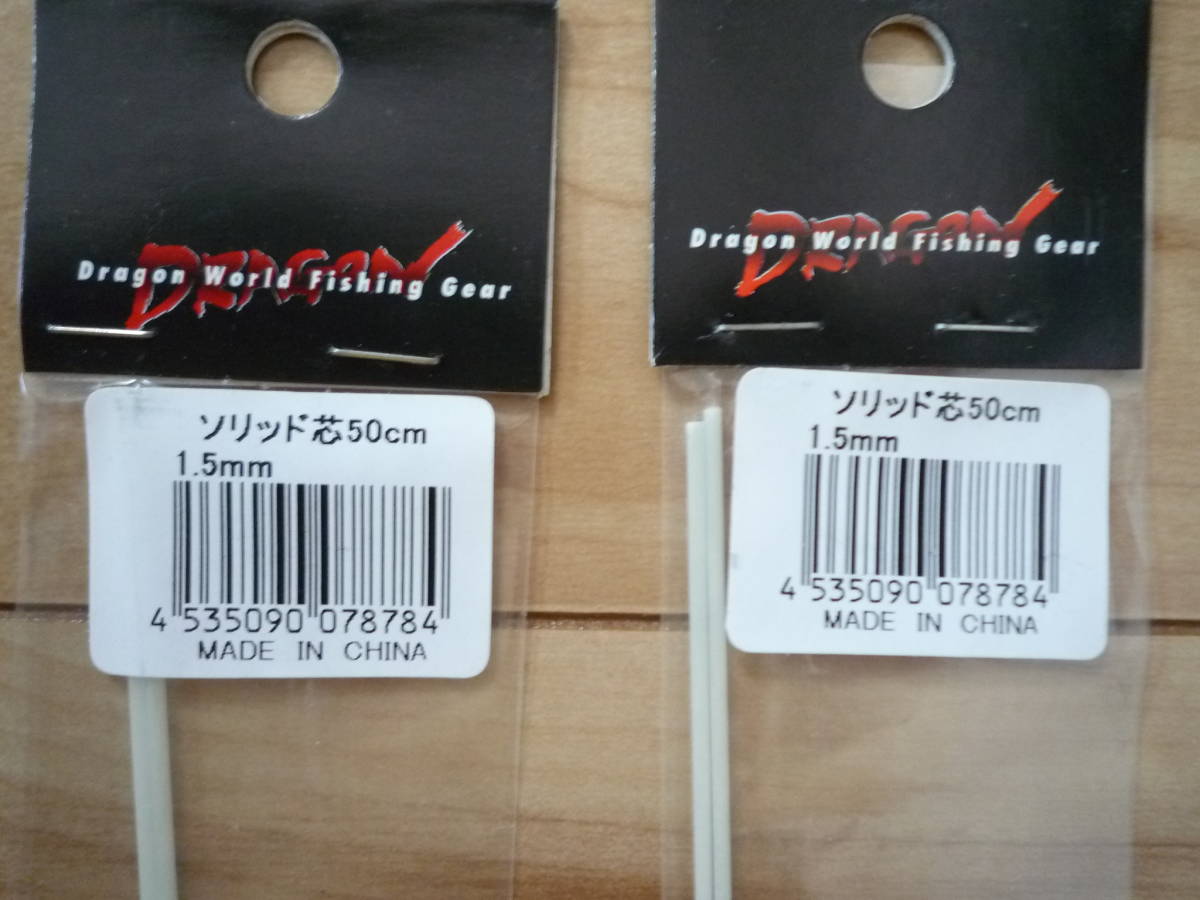 DRAGON
Dragon World Fishing Gear
ソリッド芯50cm
1.5mm
4 535090 078784
MADE IN CHINA
DRAGON
Dragon World Fishing Gear
ソリッド芯50cm
1.5mm
4 535090 078784
MADE IN CHINA